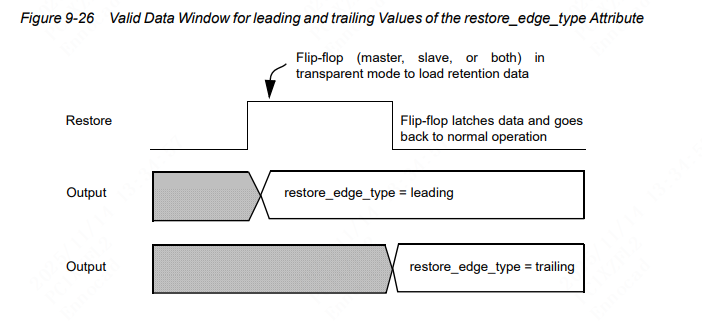 Figure 9-26 Valid Data Window for leading and trailing Values of the restore_edge_type Attribute
Flip-flop (master, slave, or both) in
transparent mode to load retention data
Restore
Flip-flop latches data and goes
back to normal operation
Output
restore_edge_type = leading
Output
restore_edge_type = trailing